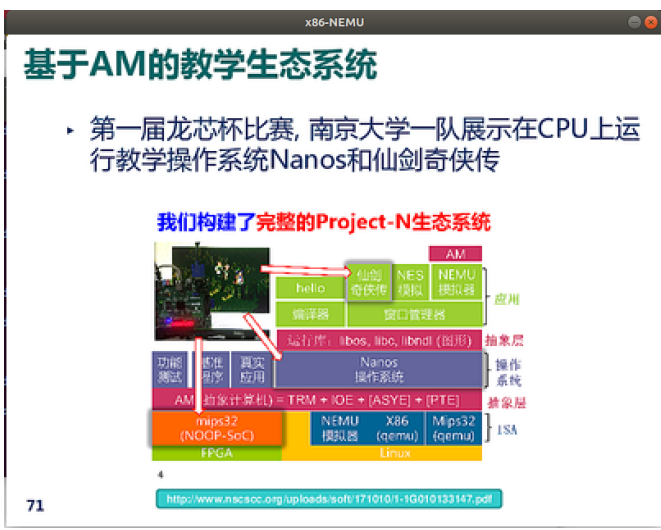 x86-NEMU
基于AM的教学生态系统
▸ 第一届龙芯杯比赛, 南京大学一队展示在CPU上运
行教学操作系统Nanos和仙剑奇侠传
我们构建了完整的Project-N生态系统
AM
hello
仙剑
奇侠传
NES
模拟
NEMU
模拟器
应用
编译器
窗口管理器
运行库: libos, libc, libndl (图形)
抽象层
功能
测试
基准
程序
真实
应用
Nanos
操作系统
操作
系统
AM(抽象计算机) = TRM + IOE + [ASYE] + [PTE]
抽象层
mips32
(NOOP-SoC)
NEMU
模拟器
X86
(qemu)
Mips32
(qemu)
ISA
FPGA
Linux
4
http://www.nscscc.org/uploads/soft/171010/1-1G010133147.pdf
71